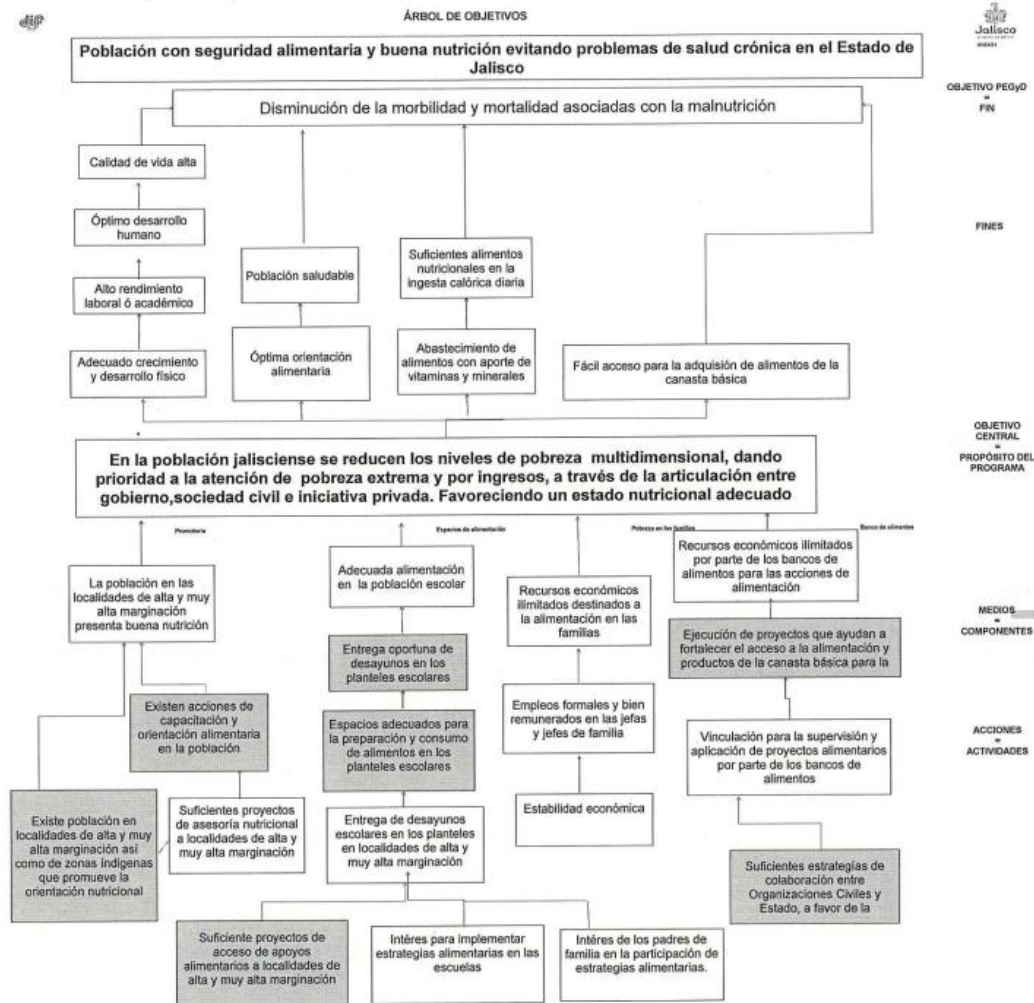 dif
ÁRBOL DE OBJETIVOS
Jalisco
Población con seguridad alimentaria y buena nutrición evitando problemas de salud crónica en el Estado de
Jalisco
OBJETIVO PEGyD
=
FIN
Disminución de la morbilidad y mortalidad asociadas con la malnutrición
Calidad de vida alta
Óptimo desarrollo
humano
FINES
Alto rendimiento
laboral ó académico
Población saludable
Suficientes alimentos
nutricionales en la
ingesta calórica diaria
Adecuado crecimiento
y desarrollo físico
Óptima orientación
alimentaria
Abastecimiento de
alimentos con aporte de
vitaminas y minerales
Fácil acceso para la adquisición de alimentos de la
canasta básica
OBJETIVO
CENTRAL
=
PROPÓSITO DEL
PROGRAMA
En la población jalisciense se reducen los niveles de pobreza multidimensional, dando
prioridad a la atención de pobreza extrema y por ingresos, a través de la articulación entre
gobierno,sociedad civil e iniciativa privada. Favoreciendo un estado nutricional adecuado
Promotoría
Espacios de alimentación
Pobreza en las familias
Banco de alimentos
La población en las
localidades de alta y muy
alta marginación
presenta buena nutrición
Adecuada alimentación
en la población escolar
Recursos económicos
ilimitados destinados a
la alimentación en las
familias
Recursos económicos ilimitados
por parte de los bancos de
alimentos para las acciones de
alimentación
MEDIOS
=
COMPONENTES
Entrega oportuna de
desayunos en los
planteles escolares
Ejecución de proyectos que ayudan a
fortalecer el acceso a la alimentación y
productos de la canasta básica para la
Existen acciones de
capacitación y
orientación alimentaria
en la población
Espacios adecuados para
la preparación y consumo
de alimentos en los
planteles escolares
Empleos formales y bien
remunerados en las jefas
y jefes de familia
Vinculación para la supervisión y
aplicación de proyectos alimentarios
por parte de los bancos de
alimentos
ACCIONES
=
ACTIVIDADES
Existe población en
localidades de alta y muy
alta marginación así
como de zonas indígenas
que promueve la
orientación nutricional
Suficientes proyectos
de asesoría nutricional
a localidades de alta y
muy alta marginación
Entrega de desayunos
escolares en los planteles
en localidades de alta y
muy alta marginación
Estabilidad económica
Suficientes estrategías de
colaboración entre
Organizaciones Civiles y
Estado, a favor de la
Suficiente proyectos de
acceso de apoyos
alimentarios a localidades de
alta y muy alta marginación
Intéres para implementar
estrategias alimentarias en las
escuelas
Intéres de los padres de
familia en la participación de
estrategias alimentarias.